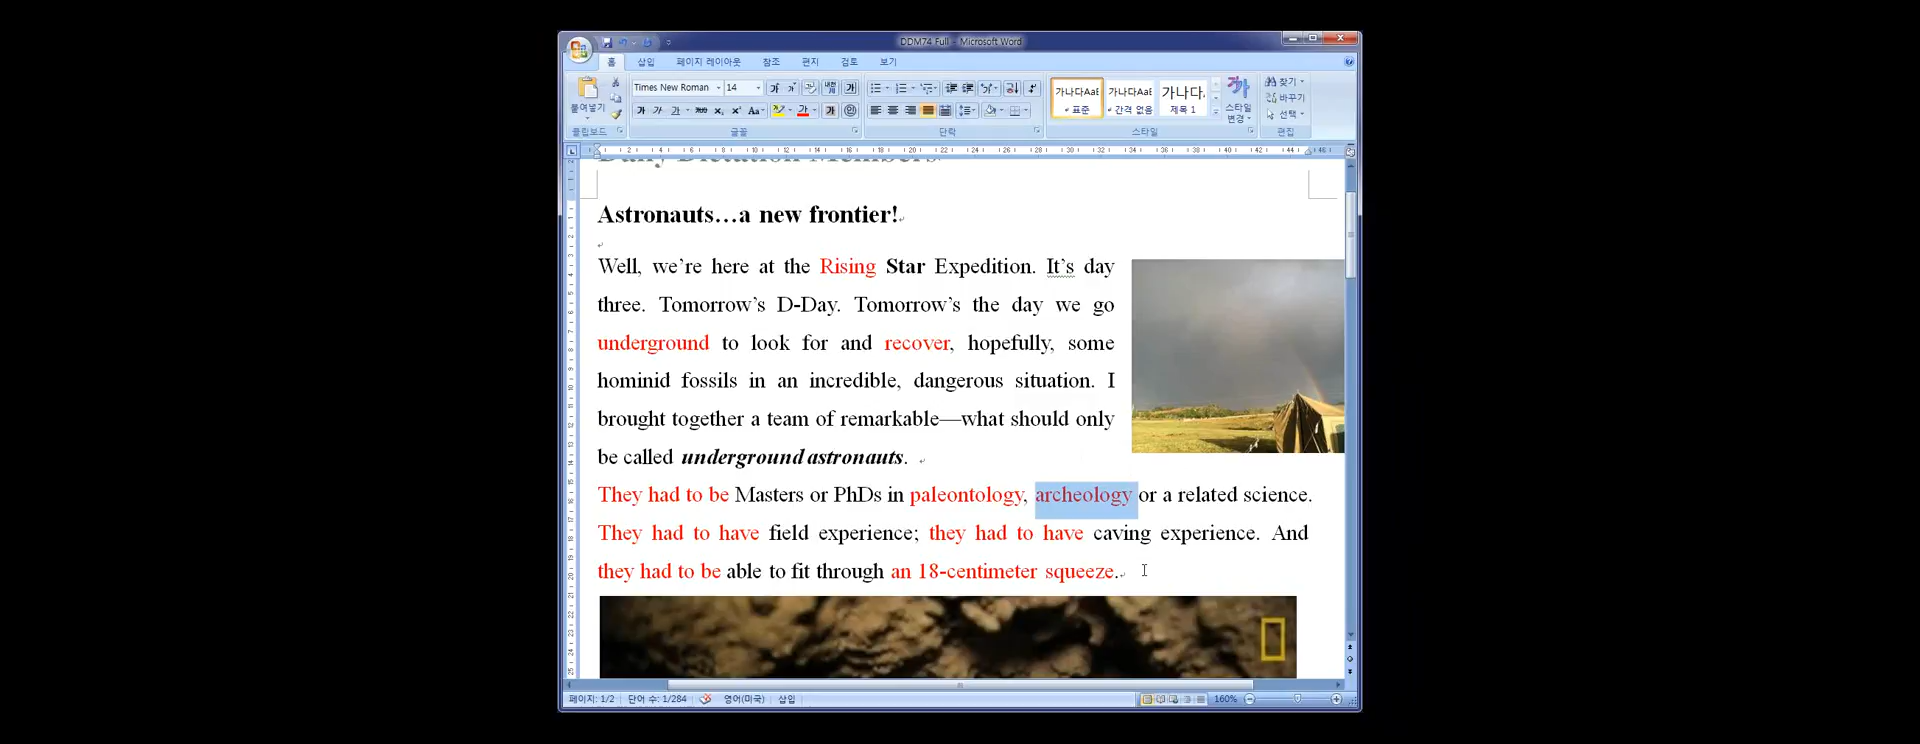 DDM74 Full - Microsoft Word
홈 삽입 페이지 레이아웃 참조 편지 검토 보기
Times New Roman 14
붙여넣기
가나다AaB 가나다AaB 가나다
표준 간격 없음 제목 1
스타일 변경
찾기
바꾸기
선택
클립보드 글꼴 단락 스타일 편집
Daily Dictation Members
Astronauts…a new frontier!
Well, we’re here at the Rising Star Expedition. It’s day
three. Tomorrow’s D-Day. Tomorrow’s the day we go
underground to look for and recover, hopefully, some
hominid fossils in an incredible, dangerous situation. I
brought together a team of remarkable—what should only
be called underground astronauts.
They had to be Masters or PhDs in paleontology, archeology or a related science.
They had to have field experience; they had to have caving experience. And
they had to be able to fit through an 18-centimeter squeeze.
페이지: 1/2 단어 수: 1/284 영어(미국) 삽입 160%